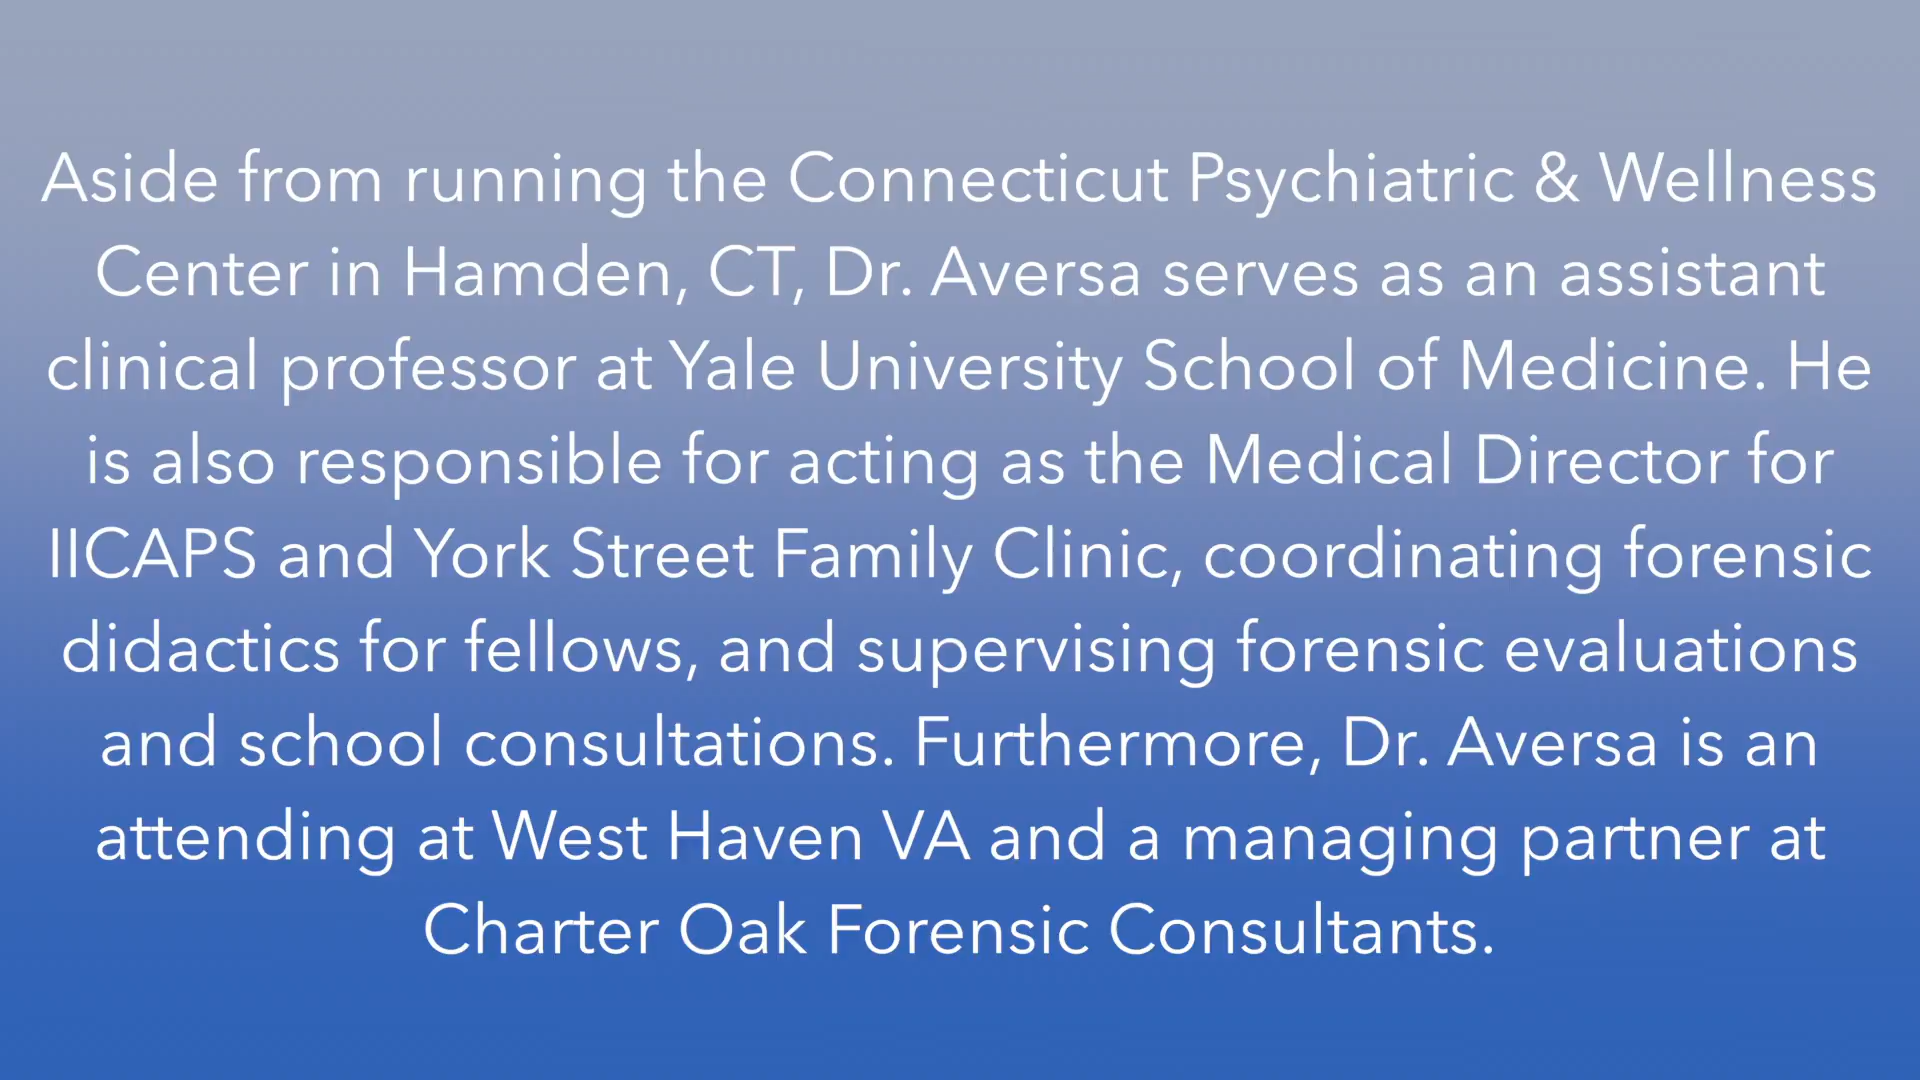 Aside from running the Connecticut Psychiatric & Wellness
Center in Hamden, CT, Dr. Aversa serves as an assistant
clinical professor at Yale University School of Medicine. He
is also responsible for acting as the Medical Director for
IICAPS and York Street Family Clinic, coordinating forensic
didactics for fellows, and supervising forensic evaluations
and school consultations. Furthermore, Dr. Aversa is an
attending at West Haven VA and a managing partner at
Charter Oak Forensic Consultants.